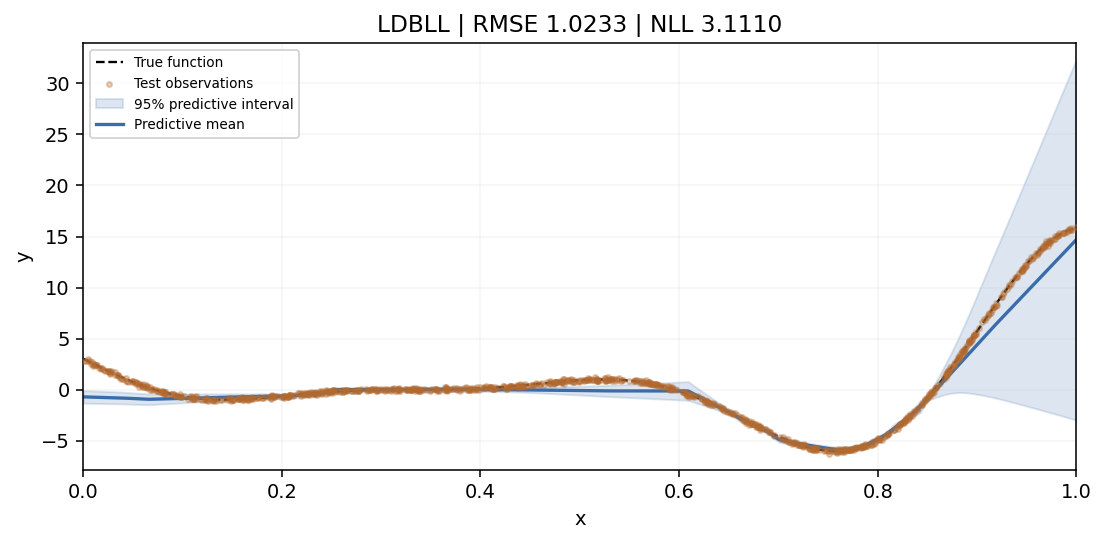 LDBLL | RMSE 1.0233 | NLL 3.1110
True function
Test observations
95% predictive interval
Predictive mean
30
25
20
15
10
5
0
−5
y
0.0 0.2 0.4 0.6 0.8 1.0
x